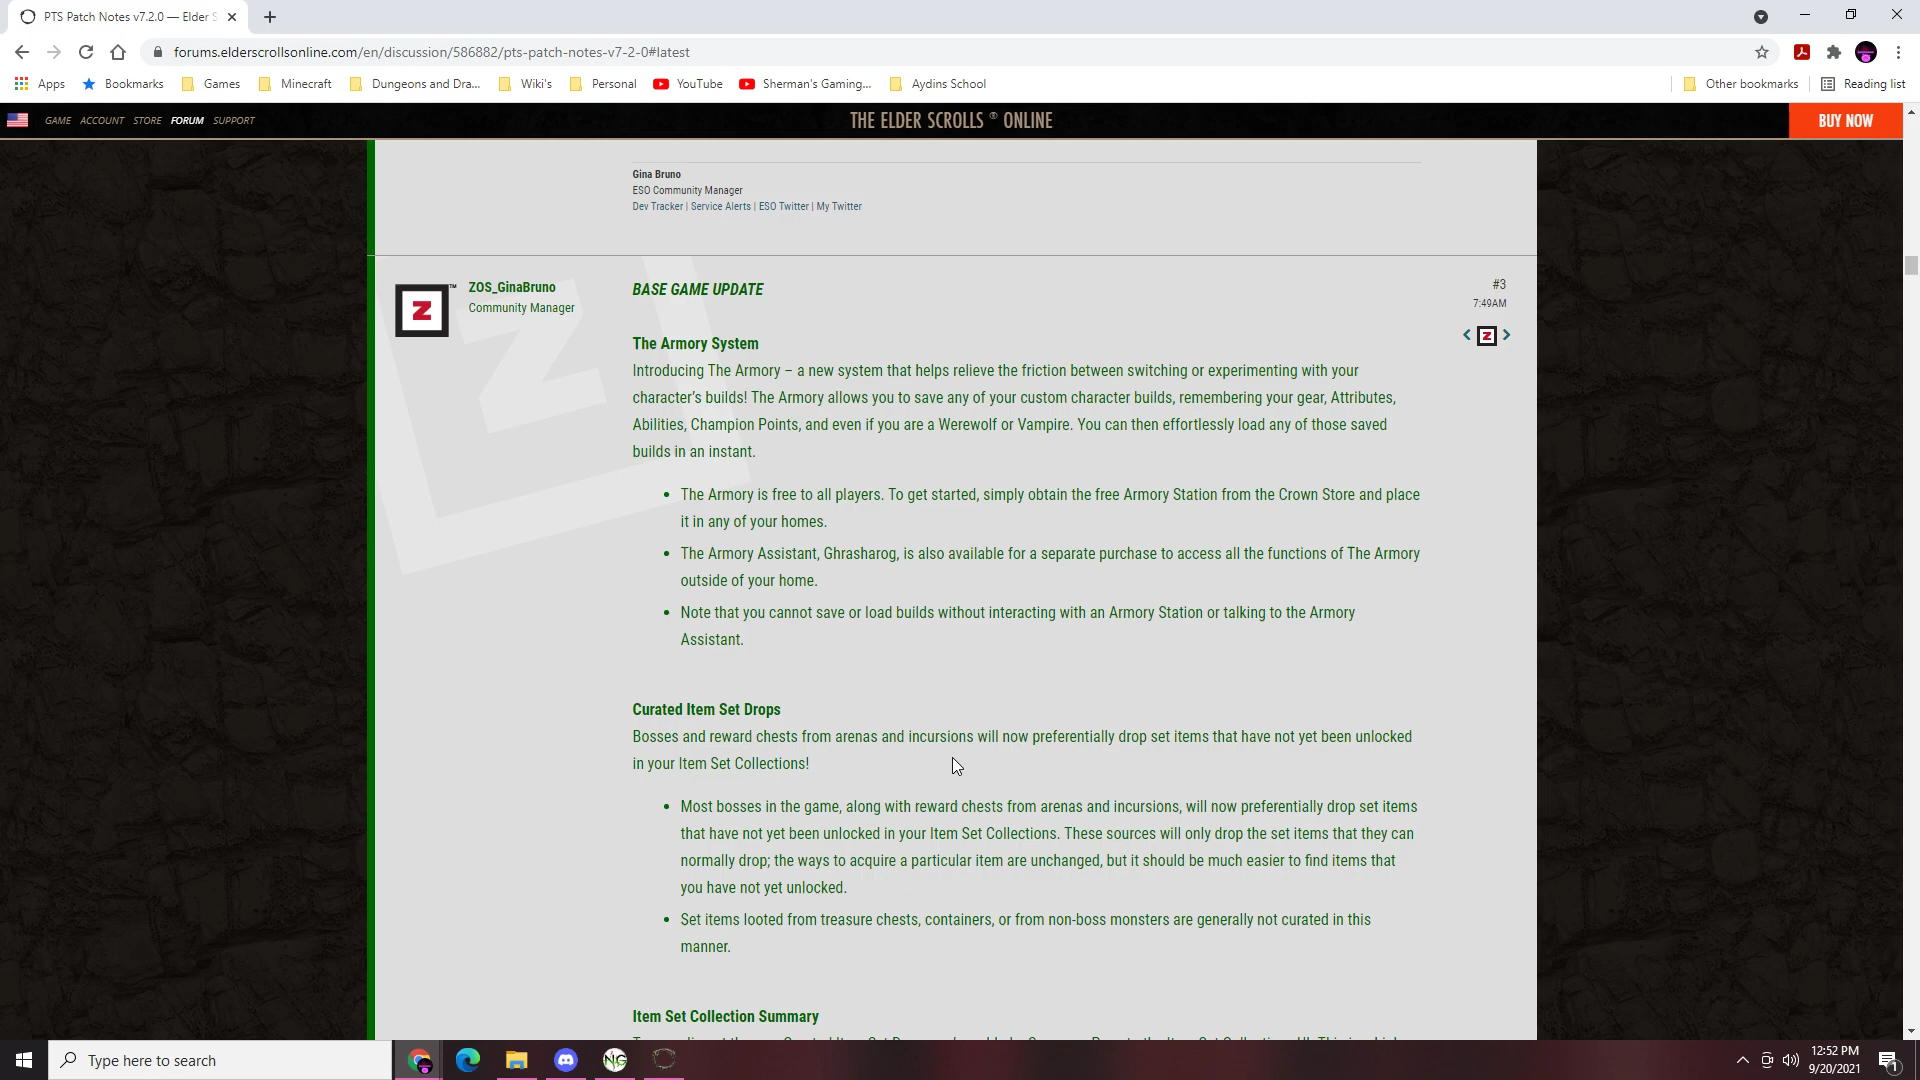 PTS Patch Notes v7.2.0 — Elder S
forums.elderscrollsonline.com/en/discussion/586882/pts-patch-notes-v7-2-0#latest
Apps Bookmarks Games Minecraft Dungeons and Dra... Wiki's Personal YouTube Sherman's Gaming... Aydins School Other bookmarks Reading list
GAME ACCOUNT STORE FORUM SUPPORT THE ELDER SCROLLS ® ONLINE BUY NOW
Gina Bruno
ESO Community Manager
Dev Tracker | Service Alerts | ESO Twitter | My Twitter
Z ™
ZOS_GinaBruno
Community Manager
#3
7:49AM
< Z >
BASE GAME UPDATE
The Armory System
Introducing The Armory – a new system that helps relieve the friction between switching or experimenting with your
character's builds! The Armory allows you to save any of your custom character builds, remembering your gear, Attributes,
Abilities, Champion Points, and even if you are a Werewolf or Vampire. You can then effortlessly load any of those saved
builds in an instant.
• The Armory is free to all players. To get started, simply obtain the free Armory Station from the Crown Store and place
it in any of your homes.
• The Armory Assistant, Ghrasharog, is also available for a separate purchase to access all the functions of The Armory
outside of your home.
• Note that you cannot save or load builds without interacting with an Armory Station or talking to the Armory
Assistant.
Curated Item Set Drops
Bosses and reward chests from arenas and incursions will now preferentially drop set items that have not yet been unlocked
in your Item Set Collections!
• Most bosses in the game, along with reward chests from arenas and incursions, will now preferentially drop set items
that have not yet been unlocked in your Item Set Collections. These sources will only drop the set items that they can
normally drop; the ways to acquire a particular item are unchanged, but it should be much easier to find items that
you have not yet unlocked.
• Set items looted from treasure chests, containers, or from non-boss monsters are generally not curated in this
manner.
Item Set Collection Summary
Type here to search
NG
12:52 PM
9/20/2021
1